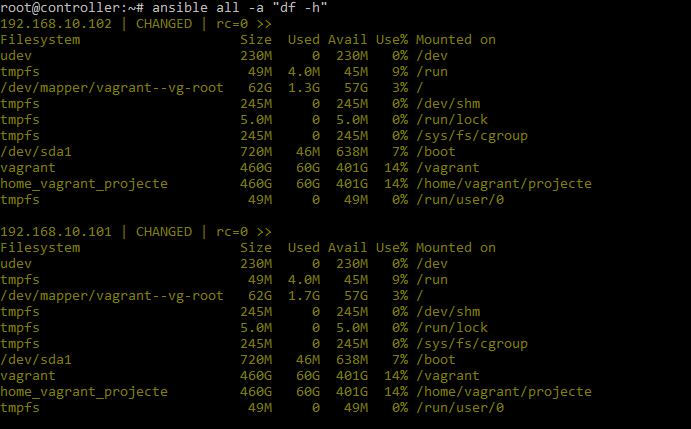 root@controller:~# ansible all -a "df -h"
192.168.10.102 | CHANGED | rc=0 >>
Filesystem                    Size  Used Avail Use% Mounted on
udev                          230M     0  230M   0% /dev
tmpfs                          49M  4.0M   45M   9% /run
/dev/mapper/vagrant--vg-root   62G  1.3G   57G   3% /
tmpfs                         245M     0  245M   0% /dev/shm
tmpfs                         5.0M     0  5.0M   0% /run/lock
tmpfs                         245M     0  245M   0% /sys/fs/cgroup
/dev/sda1                     720M   46M  638M   7% /boot
vagrant                       460G   60G  401G  14% /vagrant
home_vagrant_projecte         460G   60G  401G  14% /home/vagrant/projecte
tmpfs                          49M     0   49M   0% /run/user/0
192.168.10.101 | CHANGED | rc=0 >>
Filesystem                    Size  Used Avail Use% Mounted on
udev                          230M     0  230M   0% /dev
tmpfs                          49M  4.0M   45M   9% /run
/dev/mapper/vagrant--vg-root   62G  1.7G   57G   3% /
tmpfs                         245M     0  245M   0% /dev/shm
tmpfs                         5.0M     0  5.0M   0% /run/lock
tmpfs                         245M     0  245M   0% /sys/fs/cgroup
/dev/sda1                     720M   46M  638M   7% /boot
vagrant                       460G   60G  401G  14% /vagrant
home_vagrant_projecte         460G   60G  401G  14% /home/vagrant/projecte
tmpfs                          49M     0   49M   0% /run/user/0